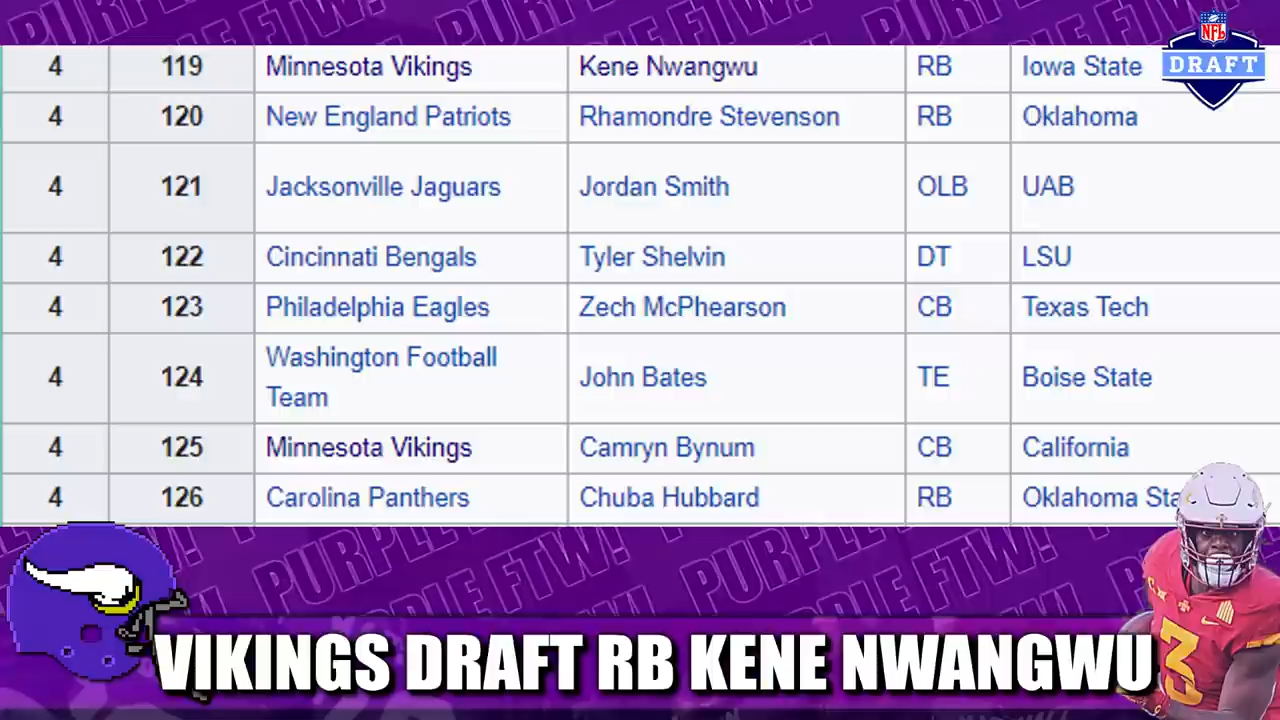 NFL
DRAFT
4 119 Minnesota Vikings Kene Nwangwu RB Iowa State
4 120 New England Patriots Rhamondre Stevenson RB Oklahoma
4 121 Jacksonville Jaguars Jordan Smith OLB UAB
4 122 Cincinnati Bengals Tyler Shelvin DT LSU
4 123 Philadelphia Eagles Zech McPhearson CB Texas Tech
4 124 Washington Football Team John Bates TE Boise State
4 125 Minnesota Vikings Camryn Bynum CB California
4 126 Carolina Panthers Chuba Hubbard RB Oklahoma Sta
PURPLE FTW!
3
VIKINGS DRAFT RB KENE NWANGWU